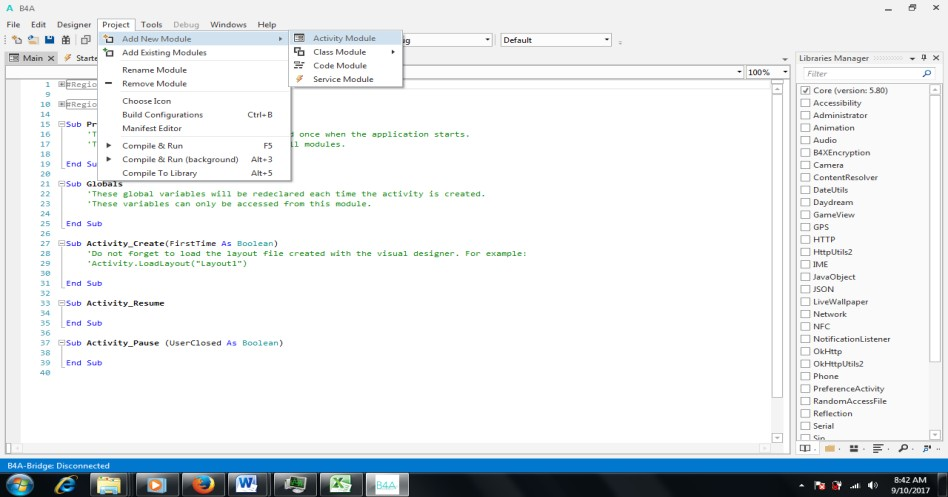 B4A
File Edit Designer Project Tools Debug Windows Help
Default
Main Starte
100%
Add New Module
Add Existing Modules
Rename Module
Remove Module
Choose Icon
Build Configurations Ctrl+B
Manifest Editor
Compile & Run F5
Compile & Run (background) Alt+3
Compile To Library Alt+5
Activity Module
Class Module
Code Module
Service Module
1 #Regio
9
10 #Regio
14
15 Sub Pr
16 'T d once when the application starts.
17 'T il modules.
18
19 End Su
20
21 Sub Globals
22 'These global variables will be redeclared each time the activity is created.
23 'These variables can only be accessed from this module.
24
25 End Sub
26
27 Sub Activity_Create(FirstTime As Boolean)
28 'Do not forget to load the layout file created with the visual designer. For example:
29 'Activity.LoadLayout("Layout1")
30
31 End Sub
32
33 Sub Activity_Resume
34
35 End Sub
36
37 Sub Activity_Pause (UserClosed As Boolean)
38
39 End Sub
40
Libraries Manager
Filter
Core (version: 5.80)
Accessibility
Administrator
Animation
Audio
B4XEncryption
Camera
ContentResolver
DateUtils
Daydream
GameView
GPS
HTTP
HttpUtils2
IME
JavaObject
JSON
LiveWallpaper
Network
NFC
NotificationListener
OkHttp
OkHttpUtils2
Phone
PreferenceActivity
RandomAccessFile
Reflection
Serial
Sip
B4A-Bridge: Disconnected
B4A
8:42 AM
9/10/2017